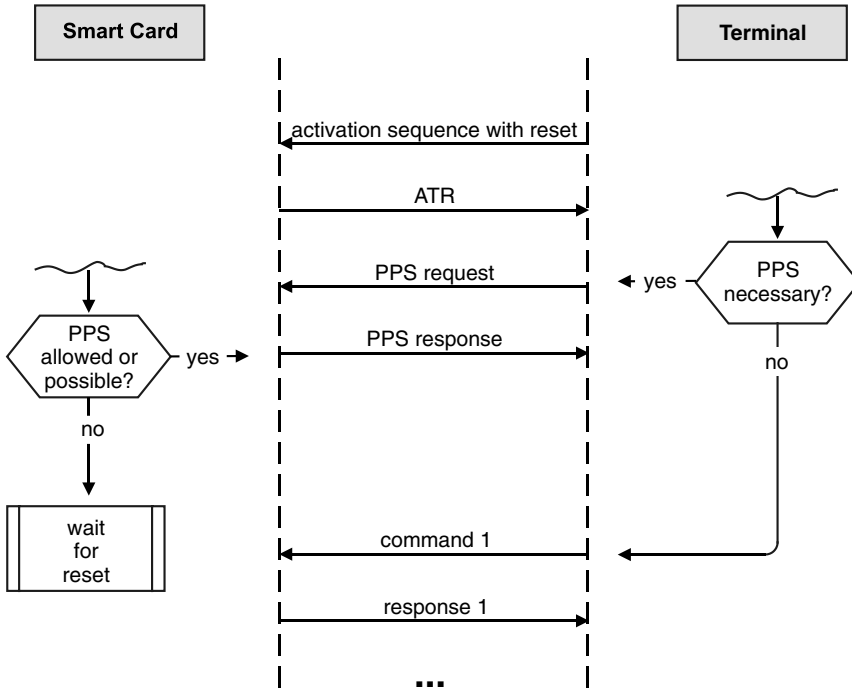 Smart Card
Terminal
activation sequence with reset
ATR
PPS request
yes
PPS
necessary?
PPS
allowed or
possible?
yes
PPS response
no
no
wait
for
reset
command 1
response 1
...